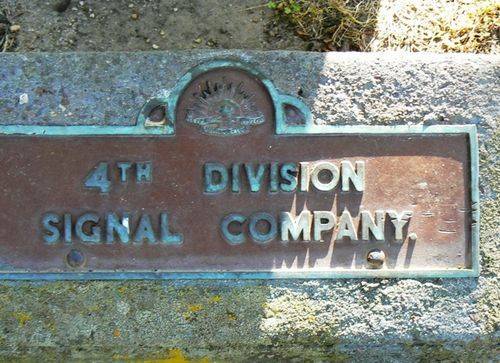 4TH DIVISION
SIGNAL COMPANY.